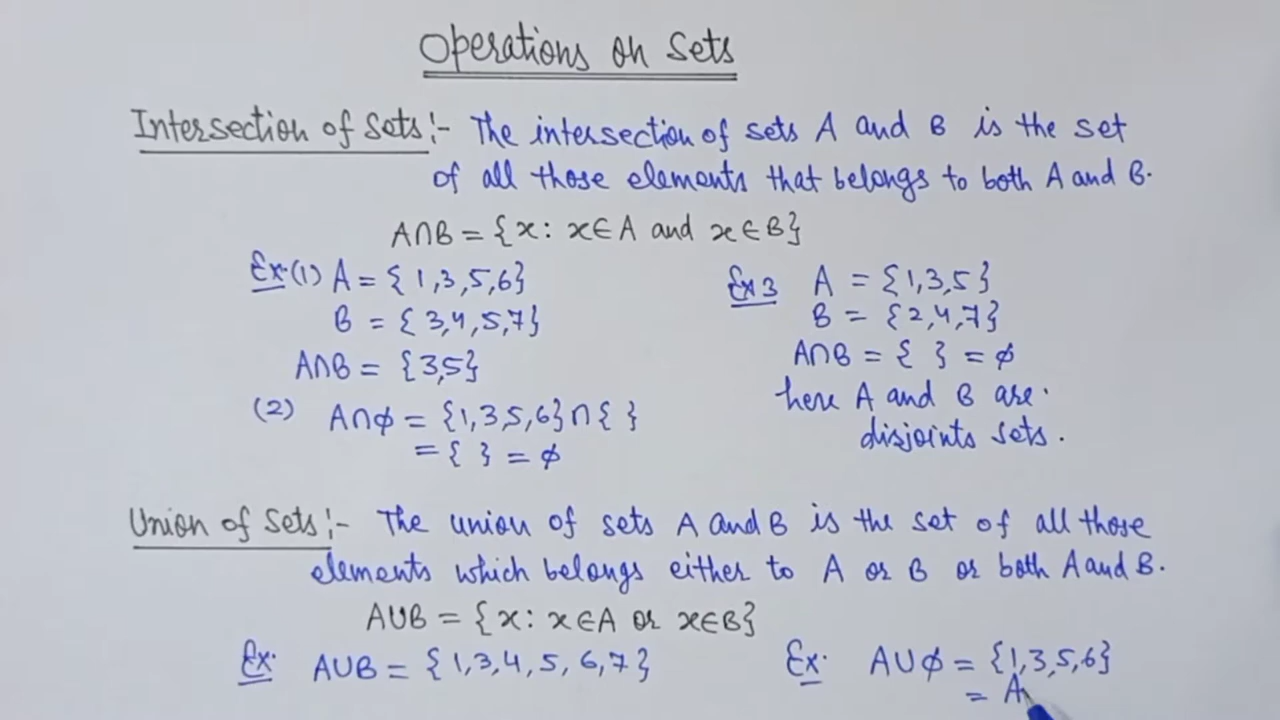 Operations on Sets
Intersection of Sets:- The intersection of sets A and B is the set
of all those elements that belongs to both A and B.
A∩B = {x: x∈A and x∈B}
Ex.(1) A = {1,3,5,6}
B = {3,4,5,7}
A∩B = {3,5}
(2) A∩ϕ = {1,3,5,6}∩{ }
= { } = ϕ
Ex 3 A = {1,3,5}
B = {2,4,7}
A∩B = { } = ϕ
here A and B are.
disjoints sets.
Union of Sets:- The union of sets A and B is the set of all those
elements which belongs either to A or B or both A and B.
A∪B = {x: x∈A or x∈B}
Ex. A∪B = {1,3,4,5,6,7}
Ex. A∪ϕ = {1,3,5,6}
= A